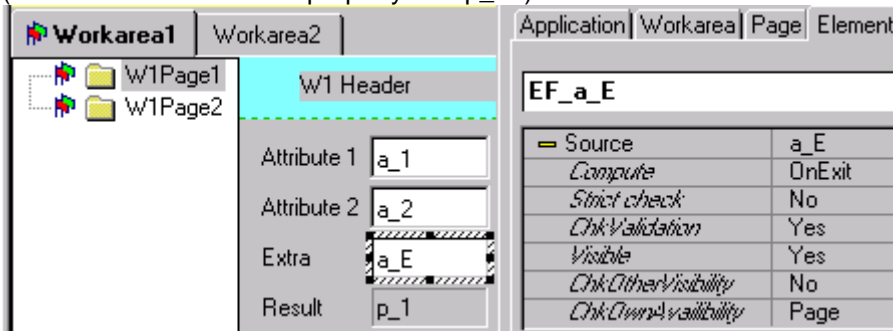 Workarea1 Workarea2
W1Page1
W1Page2
W1 Header
Attribute 1 a_1
Attribute 2 a_2
Extra a_E
Result p_1
Application Workarea Page Element
EF_a_E
Source a_E
Compute OnExit
Strict check No
ChkValidation Yes
Visible Yes
ChkOtherVisibility No
ChkOwnAvailibility Page